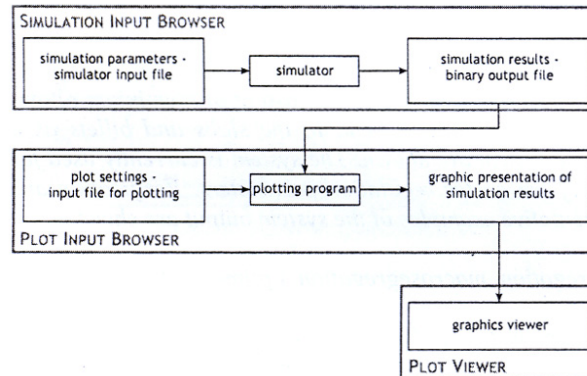 SIMULATION INPUT BROWSER
simulation parameters -
simulator input file
simulator
simulation results -
binary output file
plot settings -
input file for plotting
plotting program
graphic presentation of
simulation results
PLOT INPUT BROWSER
graphics viewer
PLOT VIEWER